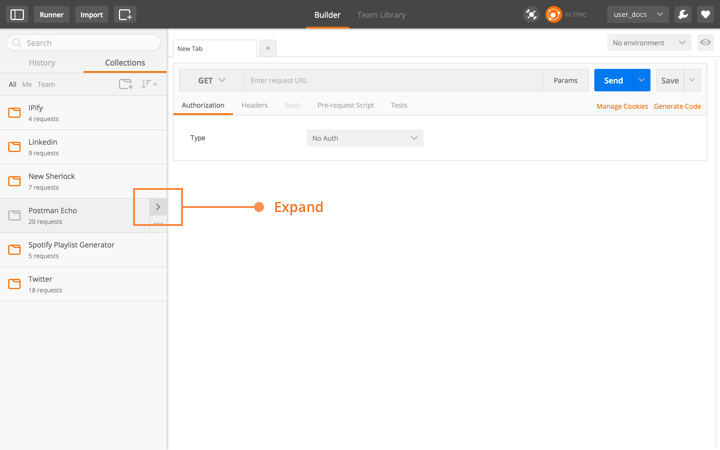 Runner
Import
Builder
Team Library
IN SYNC
user_docs
Search
New Tab
+
No environment
History
Collections
All
Me
Team
GET
Enter request URL
Params
Send
Save
Authorization
Headers
Body
Pre-request Script
Tests
Manage Cookies
Generate Code
Type
No Auth
IPify
4 requests
Linkedin
9 requests
New Sherlock
7 requests
Postman Echo
20 requests
Expand
Spotify Playlist Generator
5 requests
Twitter
18 requests